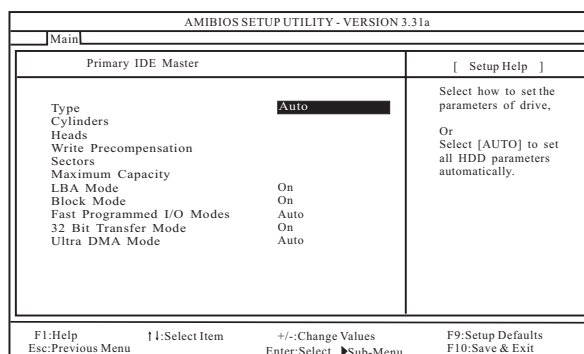 AMIBIOS SETUP UTILITY - VERSION 3.31a
Main
Primary IDE Master
[ Setup Help ]
Type Auto
Cylinders
Heads
Write Precompensation
Sectors
Maximum Capacity
LBA Mode On
Block Mode On
Fast Programmed I/O Modes Auto
32 Bit Transfer Mode On
Ultra DMA Mode Auto
Select how to set the
parameters of drive,
Or
Select [AUTO] to set
all HDD parameters
automatically.
F1:Help ↑↓:Select Item +/-:Change Values F9:Setup Defaults
Esc:Previous Menu Enter:Select ▶Sub-Menu F10:Save & Exit